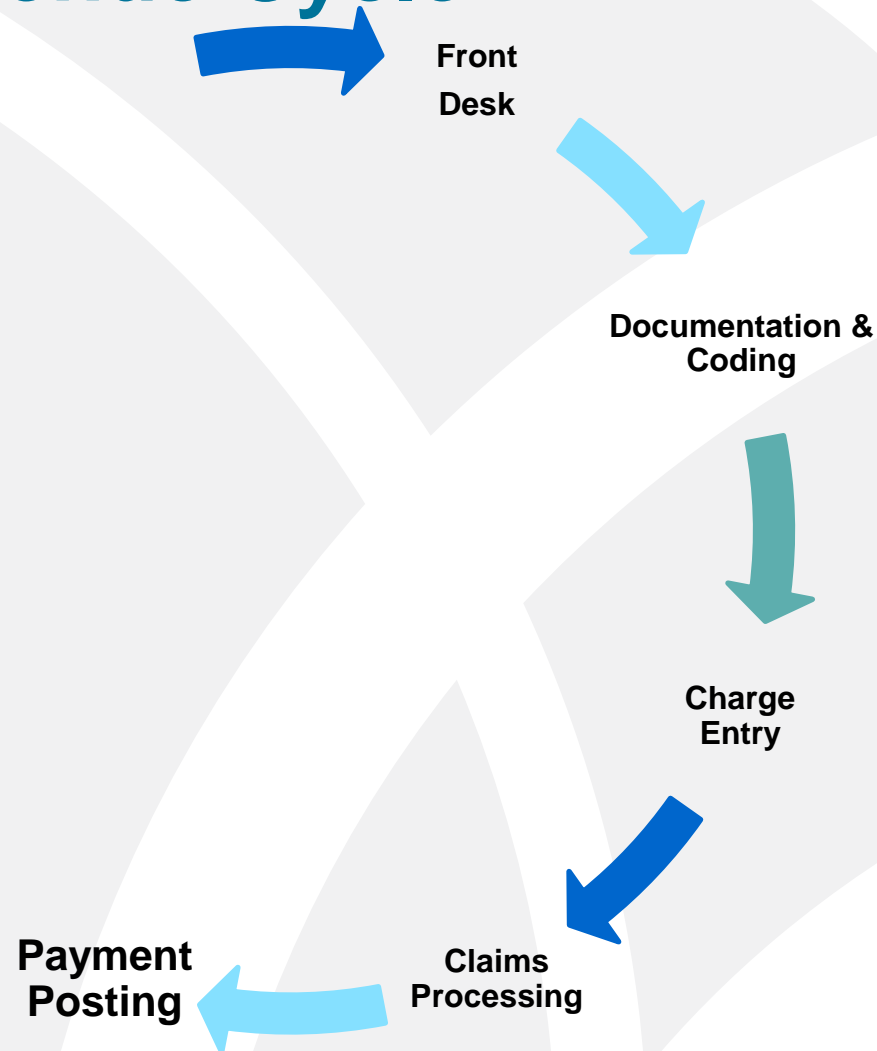 Front
Desk
Documentation &
Coding
Charge
Entry
Claims
Processing
Payment
Posting